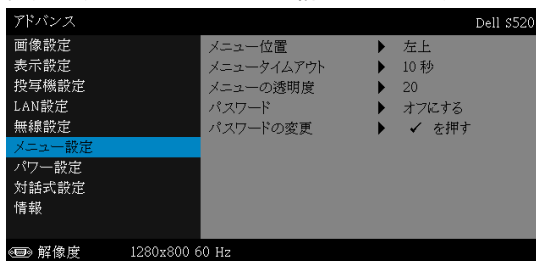 アドバンス Dell S520
画像設定
表示設定
投写機設定
LAN設定
無線設定
メニュー設定
パワー設定
対話式設定
情報
メニュー位置 左上
メニュータイムアウト 10 秒
メニューの透明度 20
パスワード オフにする
パスワードの変更 ✓ を押す
解像度 1280x800 60 Hz